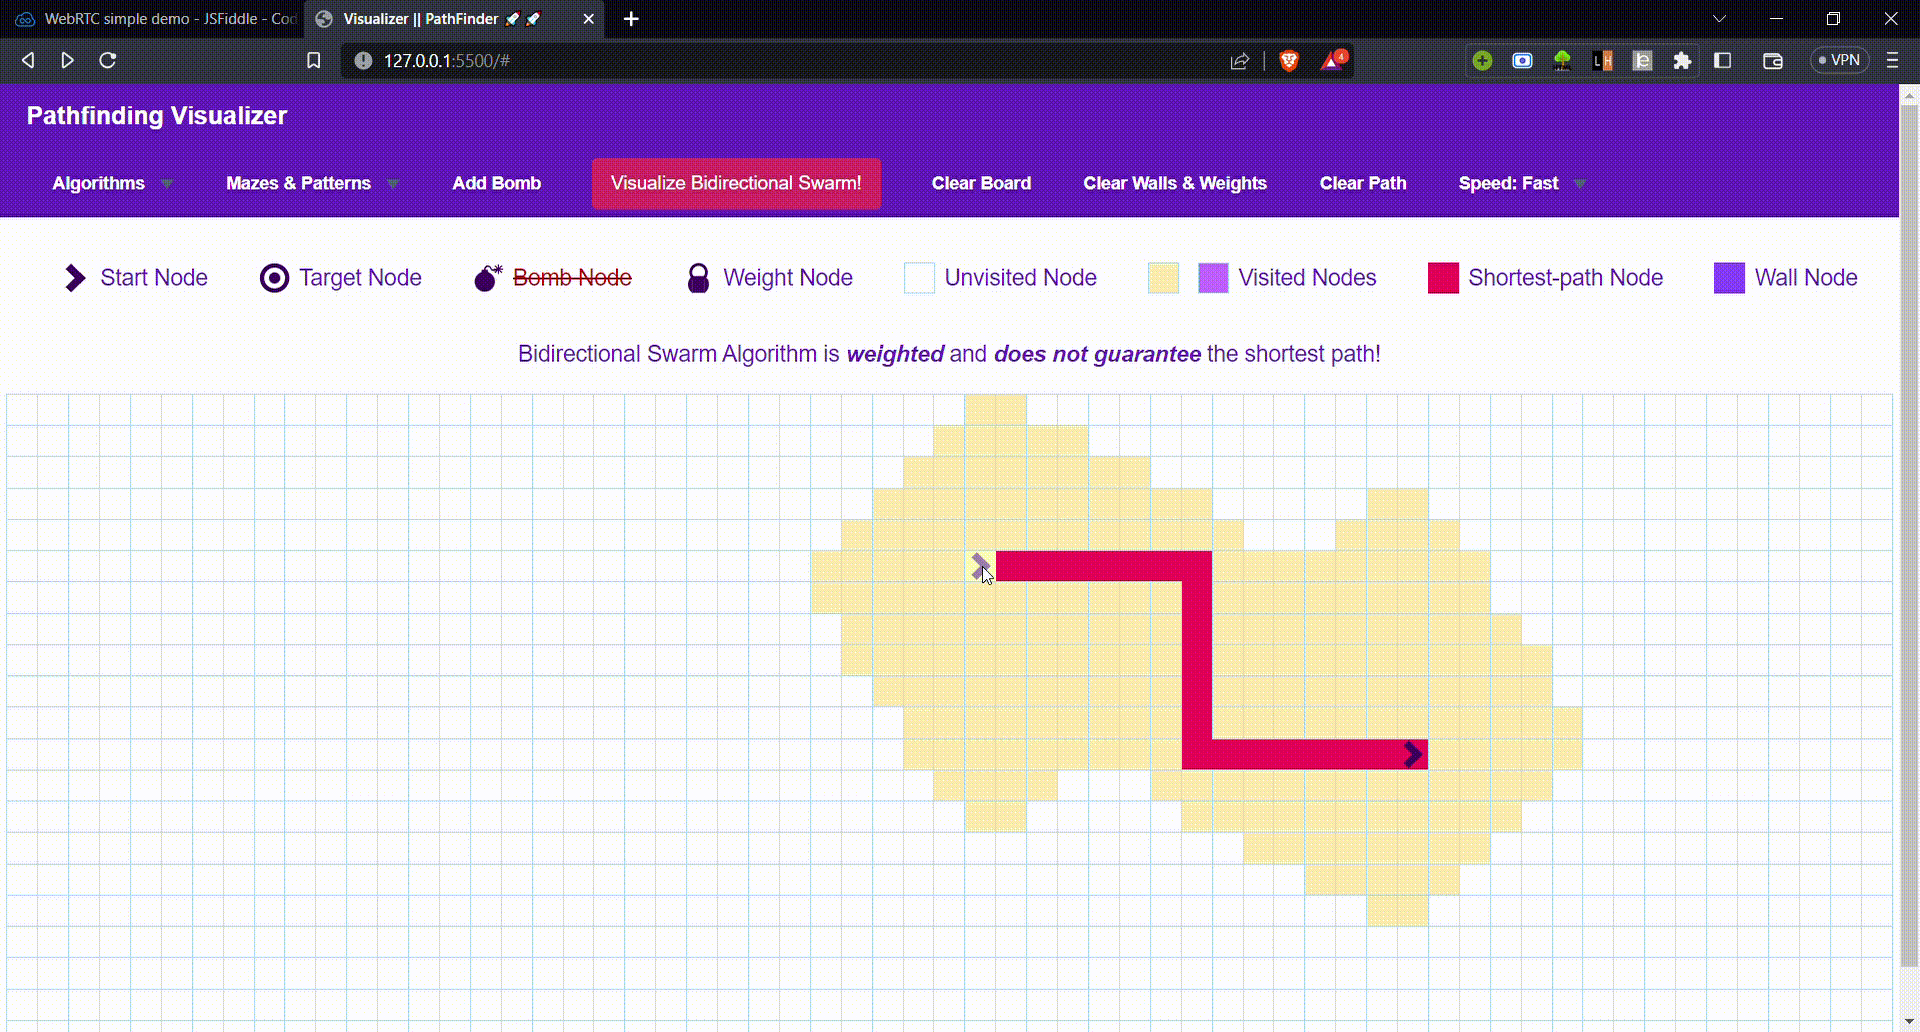 WebRTC simple demo - JSFiddle - Cod
Visualizer || PathFinder 🚀 🚀
127.0.0.1:5500/#
4
LH
VPN
Pathfinding Visualizer
Algorithms Mazes & Patterns Add Bomb Visualize Bidirectional Swarm! Clear Board Clear Walls & Weights Clear Path Speed: Fast
Start Node Target Node Bomb Node Weight Node Unvisited Node Visited Nodes Shortest-path Node Wall Node
Bidirectional Swarm Algorithm is weighted and does not guarantee the shortest path!